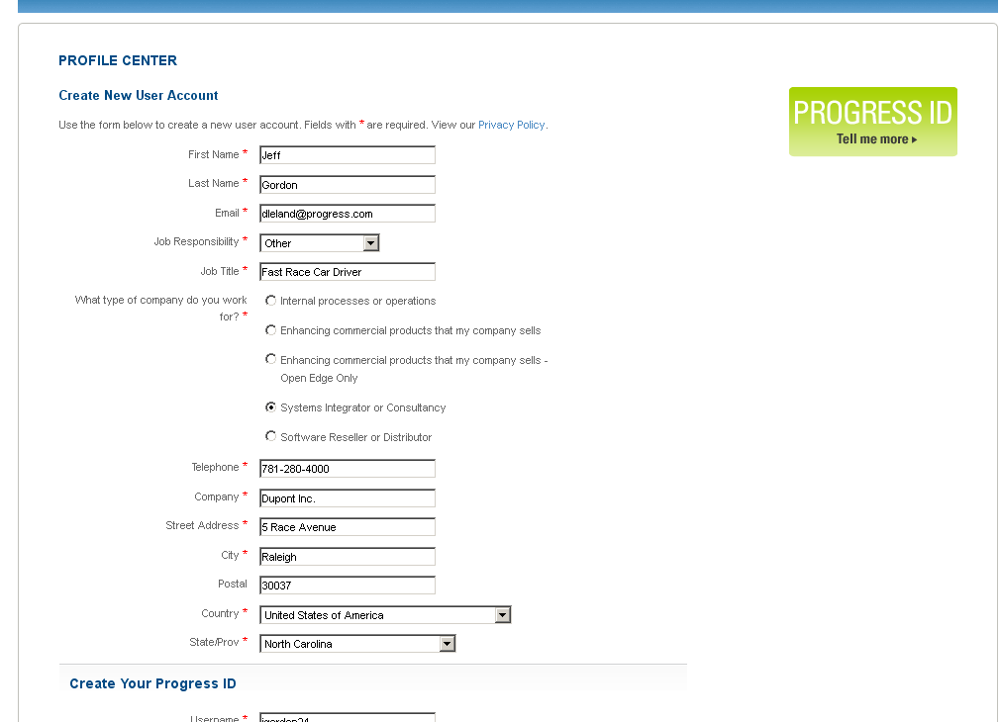 PROFILE CENTER
Create New User Account
Use the form below to create a new user account. Fields with * are required. View our Privacy Policy.
PROGRESS ID
Tell me more
First Name * Jeff
Last Name * Gordon
Email * dleland@progress.com
Job Responsibility * Other
Job Title * Fast Race Car Driver
What type of company do you work for? *
Internal processes or operations
Enhancing commercial products that my company sells
Enhancing commercial products that my company sells -
Open Edge Only
Systems Integrator or Consultancy
Software Reseller or Distributor
Telephone * 781-280-4000
Company * Dupont Inc.
Street Address * 5 Race Avenue
City * Raleigh
Postal 30037
Country * United States of America
State/Prov * North Carolina
Create Your Progress ID
Username * jgordon24